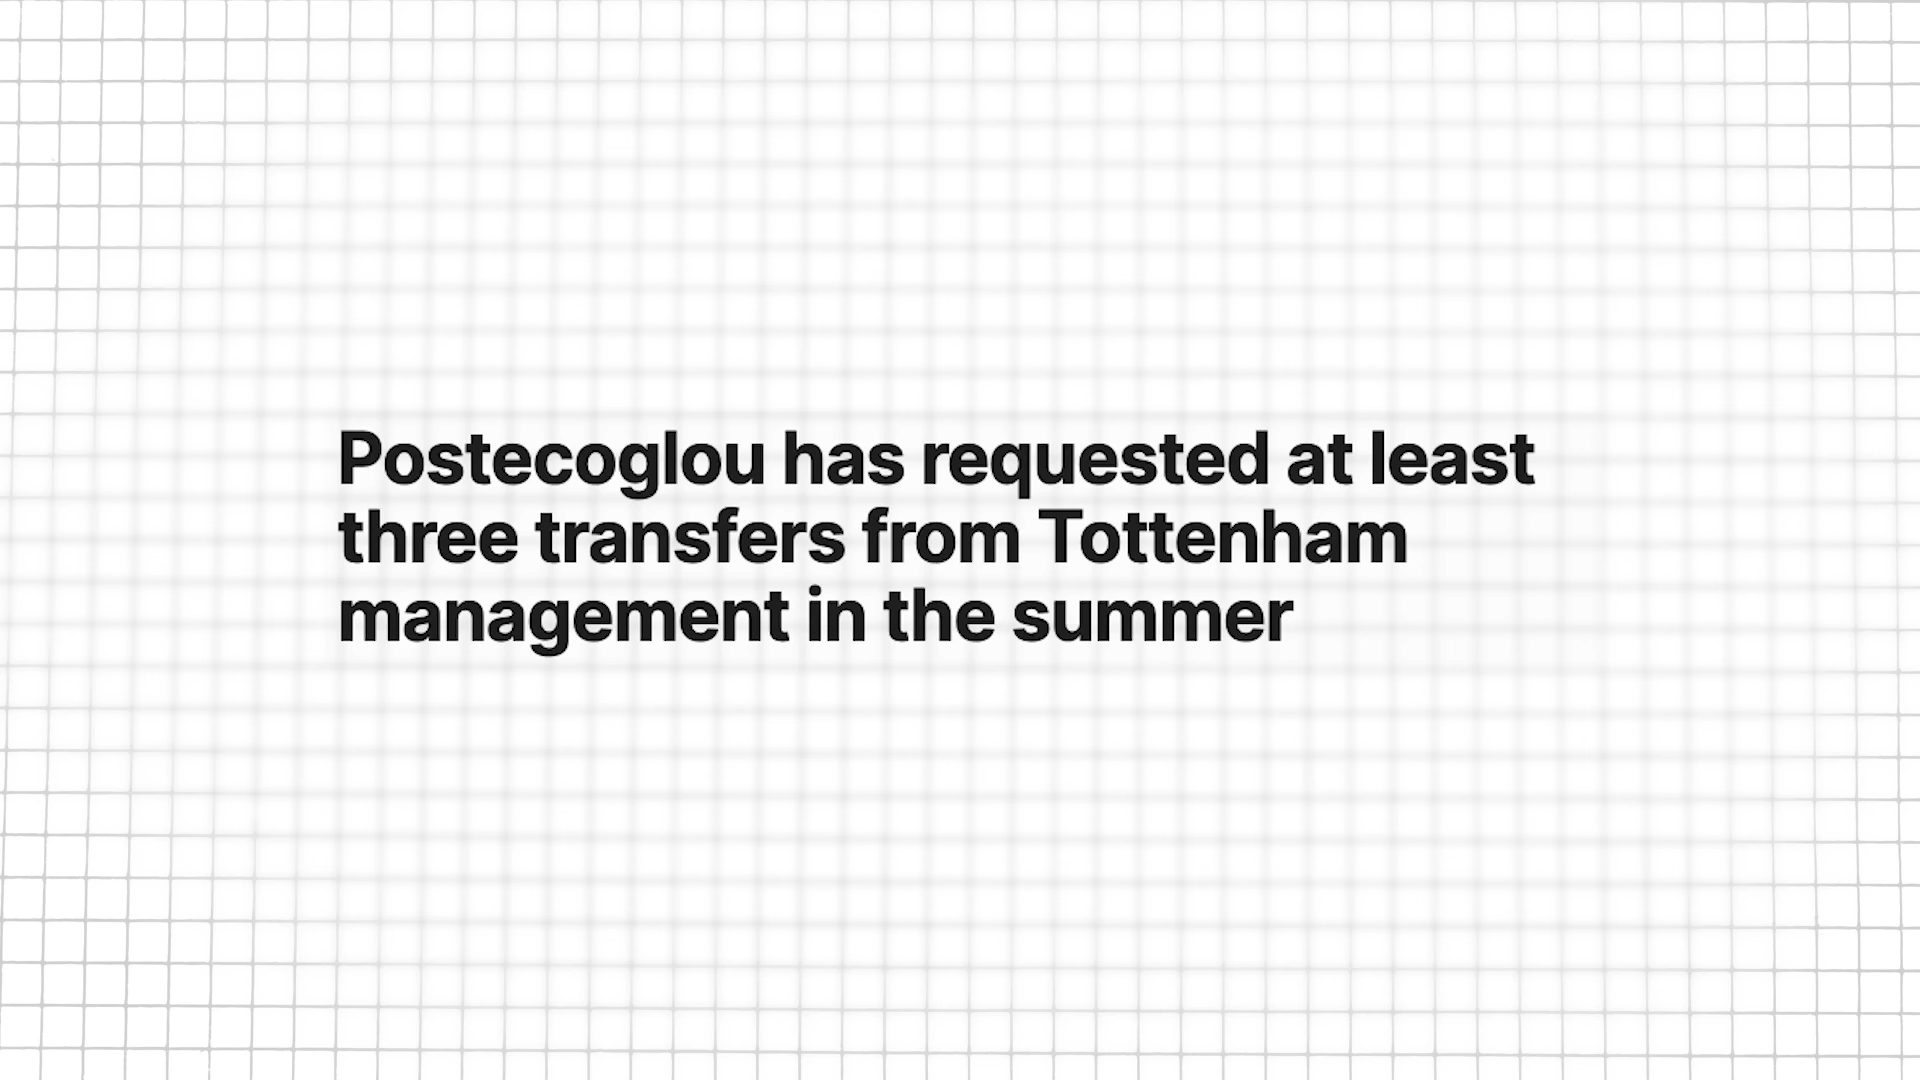 Postecoglou has requested at least
three transfers from Tottenham
management in the summer